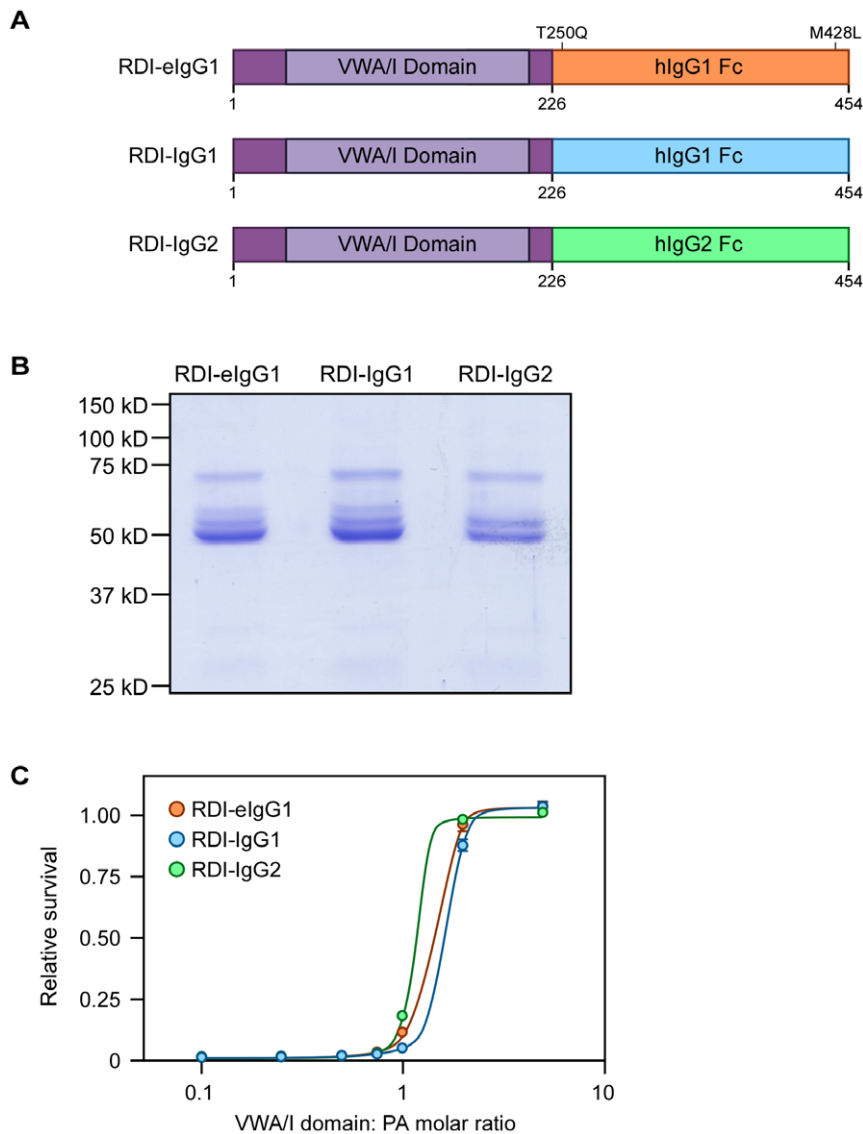 A
T250Q M428L
RDI-eIgG1 VWA/I Domain hIgG1 Fc
1 226 454
RDI-IgG1 VWA/I Domain hIgG1 Fc
1 226 454
RDI-IgG2 VWA/I Domain hIgG2 Fc
1 226 454
B
RDI-eIgG1 RDI-IgG1 RDI-IgG2
150 kD
100 kD
75 kD
50 kD
37 kD
25 kD
C
RDI-eIgG1
RDI-IgG1
RDI-IgG2
1.00
0.75
0.50
0.25
0
Relative survival
0.1 1 10
VWA/I domain: PA molar ratio